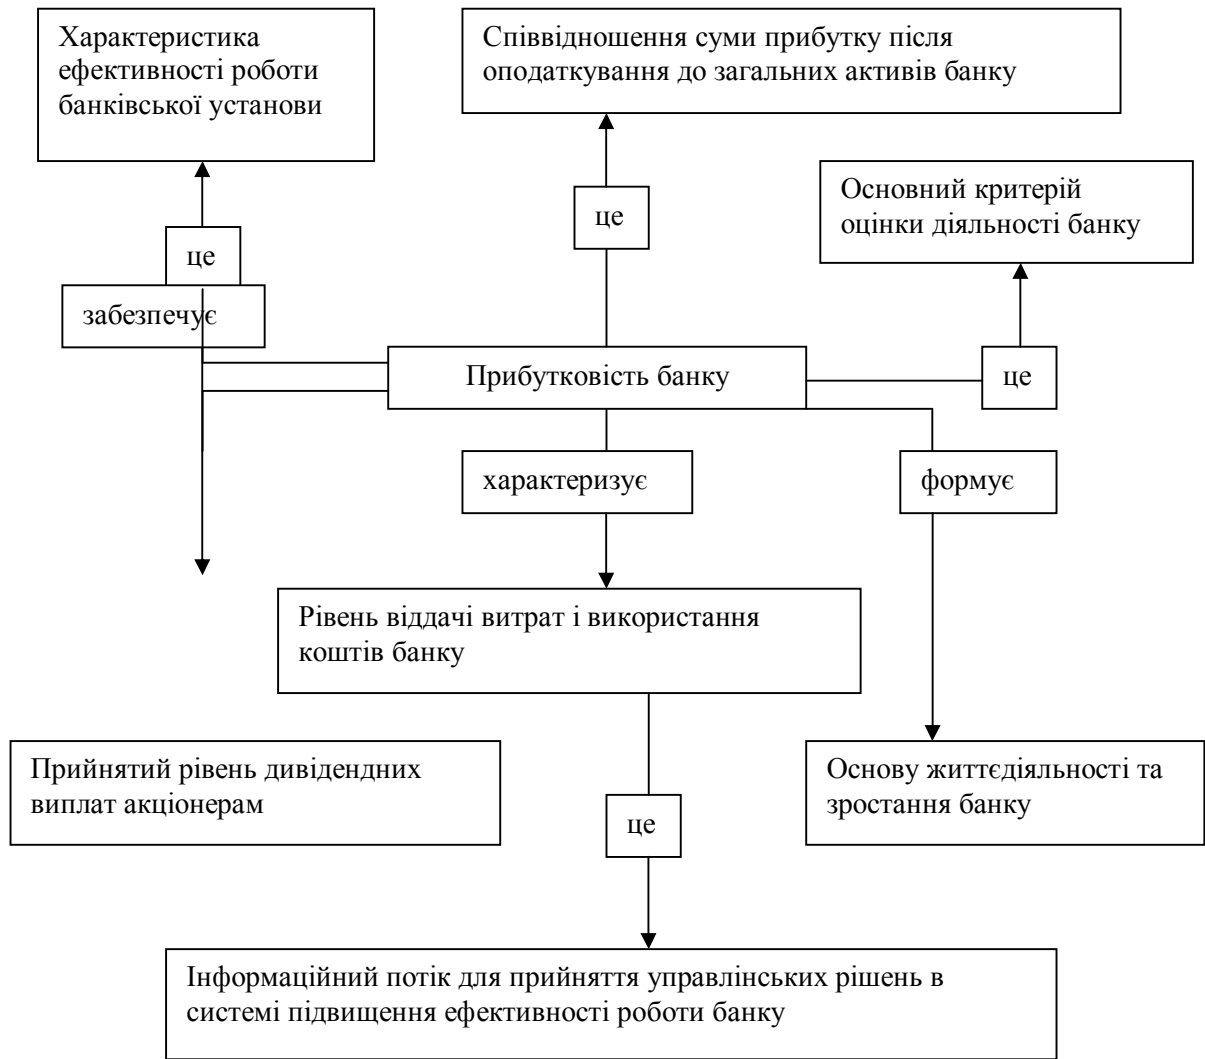 Характеристика
ефективності роботи
банківської установи
Співвідношення суми прибутку після
оподаткування до загальних активів банку
Основний критерій
оцінки діяльності банку
це
це
забезпечує
Прибутковість банку
це
характеризує
формує
Рівень віддачі витрат і використання
коштів банку
Прийнятий рівень дивідендних
виплат акціонерам
Основу життєдіяльності та
зростання банку
це
Інформаційний потік для прийняття управлінських рішень в
системі підвищення ефективності роботи банку